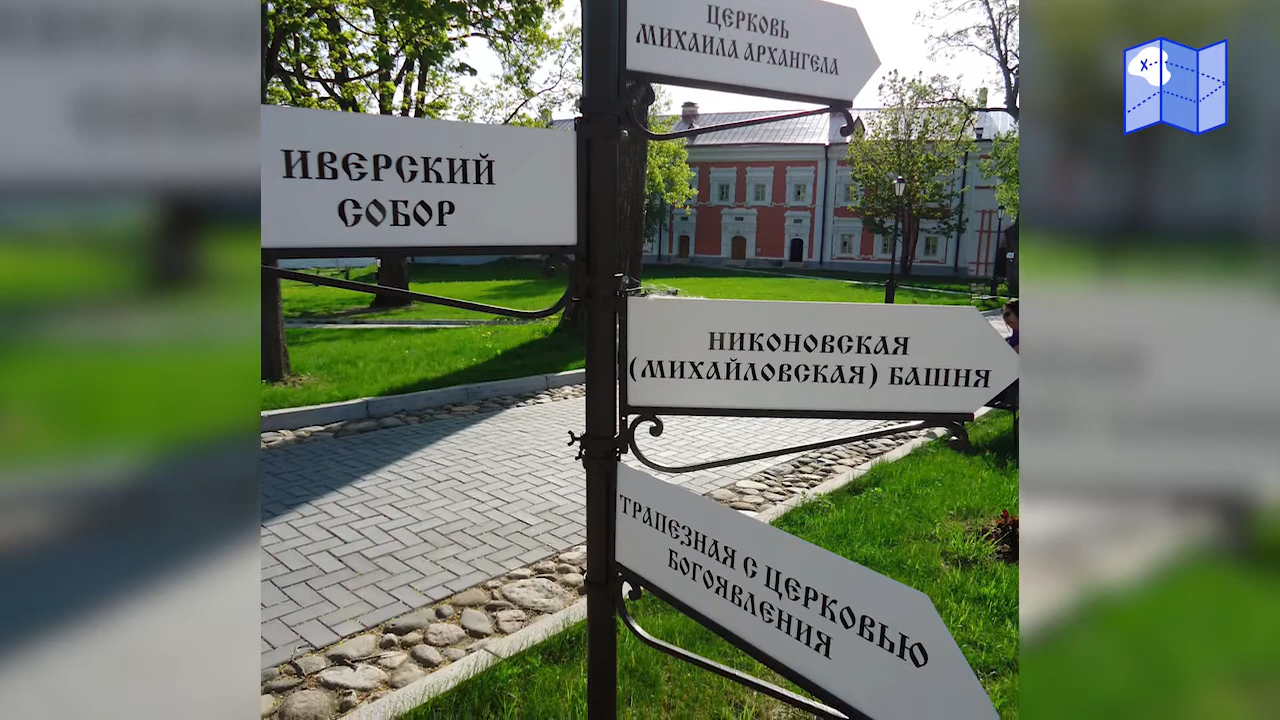 ЦЕРКОВЬ
МИХАИЛА АРХАНГЕЛА
ИВЕРСКИЙ
СОБОР
НИКОНОВСКАЯ
(МИХАЙЛОВСКАЯ) БАШНЯ
ТРАПЕЗНАЯ С ЦЕРКОВЬЮ
БОГОЯВЛЕНИЯ